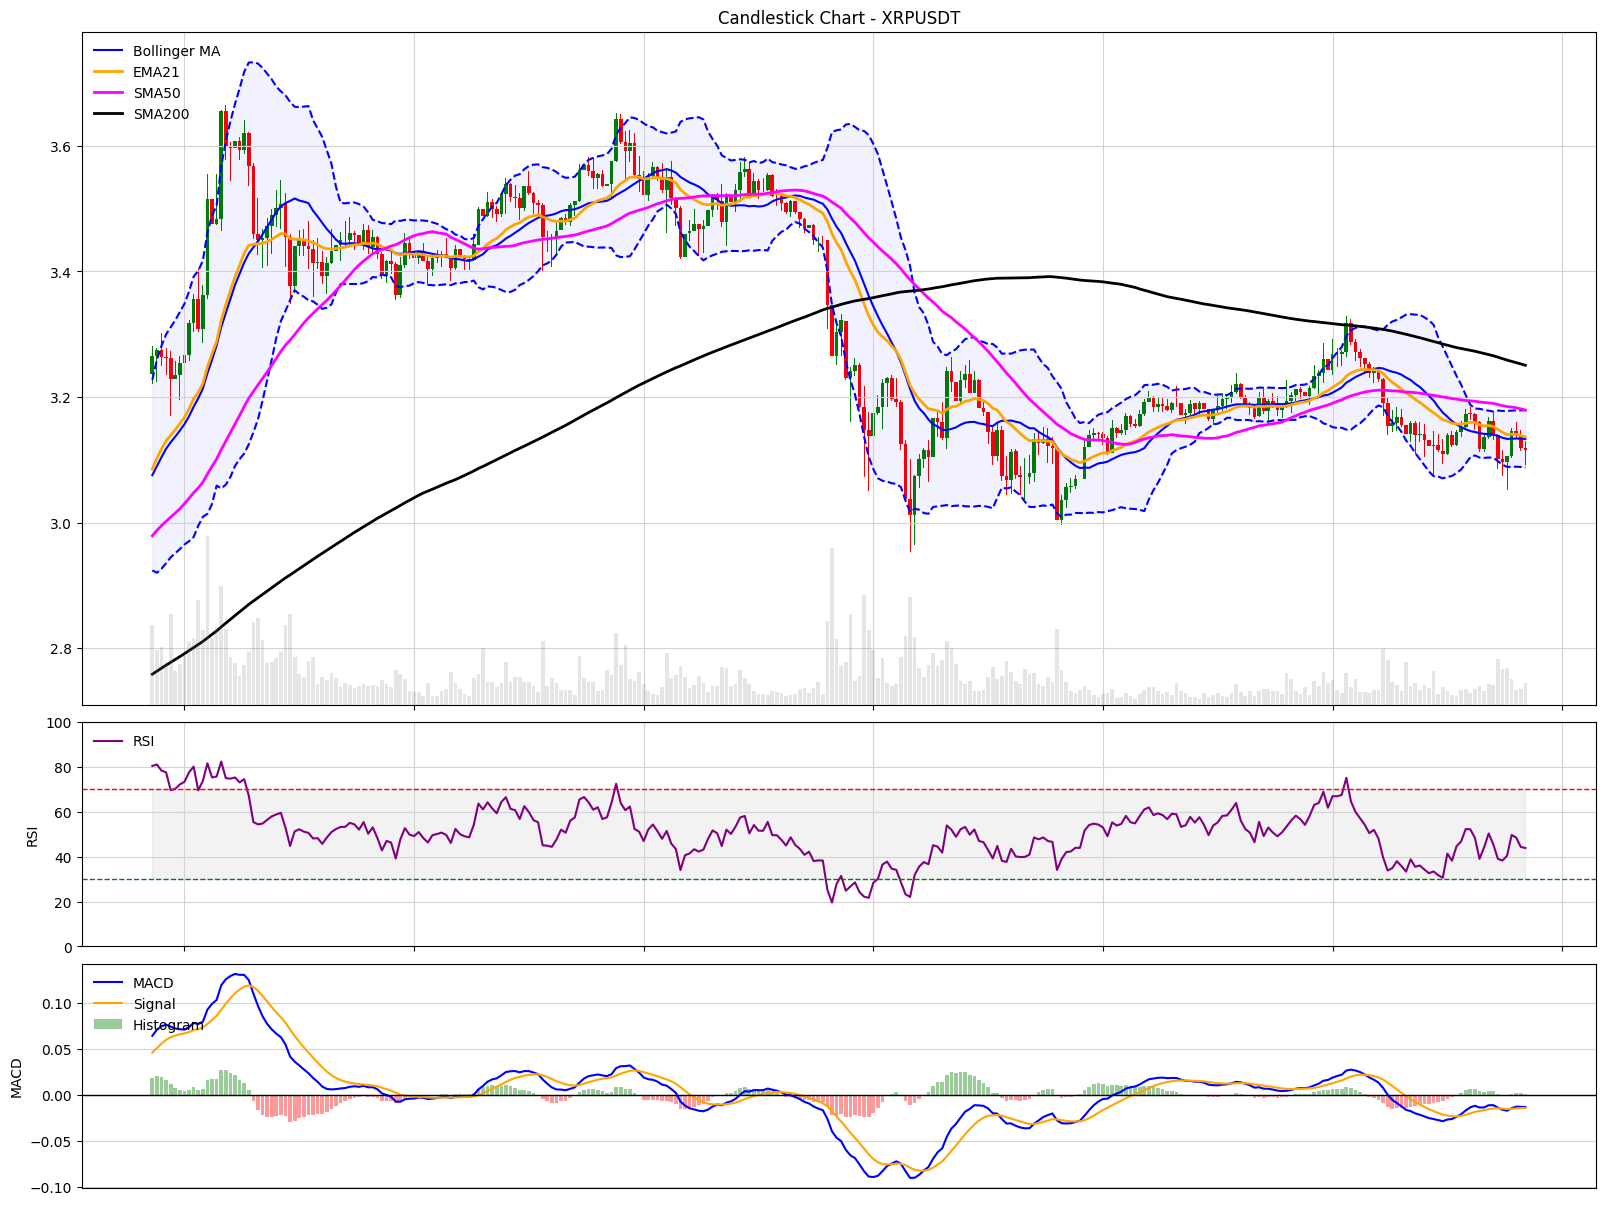 Candlestick Chart - XRPUSDT
Bollinger MA
EMA21
SMA50
SMA200
3.6
3.4
3.2
3.0
2.8
RSI
RSI
100
80
60
40
20
0
MACD
MACD
Signal
Histogram
0.10
0.05
0.00
−0.05
−0.10